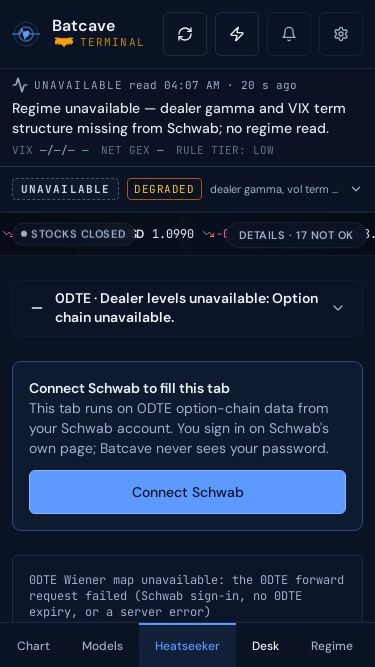 Batcave
TERMINAL
UNAVAILABLE read 04:07 AM · 20 s ago
Regime unavailable — dealer gamma and VIX term
structure missing from Schwab; no regime read.
VIX —/—/— — NET GEX — RULE TIER: LOW
UNAVAILABLE DEGRADED dealer gamma, vol term …
STOCKS CLOSED 1.0990 DETAILS · 17 NOT OK
0DTE · Dealer levels unavailable: Option
chain unavailable.
Connect Schwab to fill this tab
This tab runs on 0DTE option-chain data from
your Schwab account. You sign in on Schwab's
own page; Batcave never sees your password.
Connect Schwab
0DTE Wiener map unavailable: the 0DTE forward
request failed (Schwab sign-in, no 0DTE
expiry, or a server error)
Chart Models Heatseeker Desk Regime